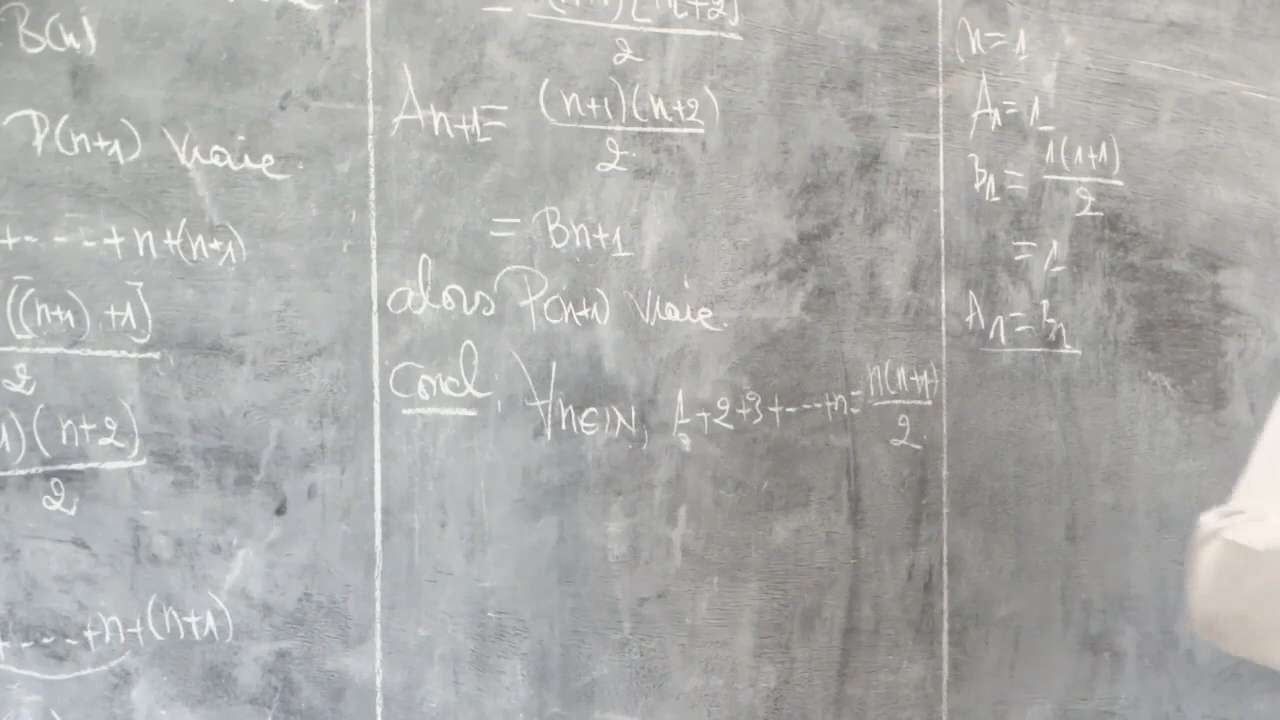 B(n)
P(n+1) Vraie.
+----+n+(n+1)
[(n+1)+1]
2
1)(n+2)
2
+---+n+(n+1)
2
An+1= (n+1)(n+2)
2
= Bn+1
alors P(n+1) Vraie.
Concl: ∀n∈IN, 1+2+3+---+n= n(n+1)
2
n=1
A1=1
B1= 1(1+1)
2
=1
A1=B1